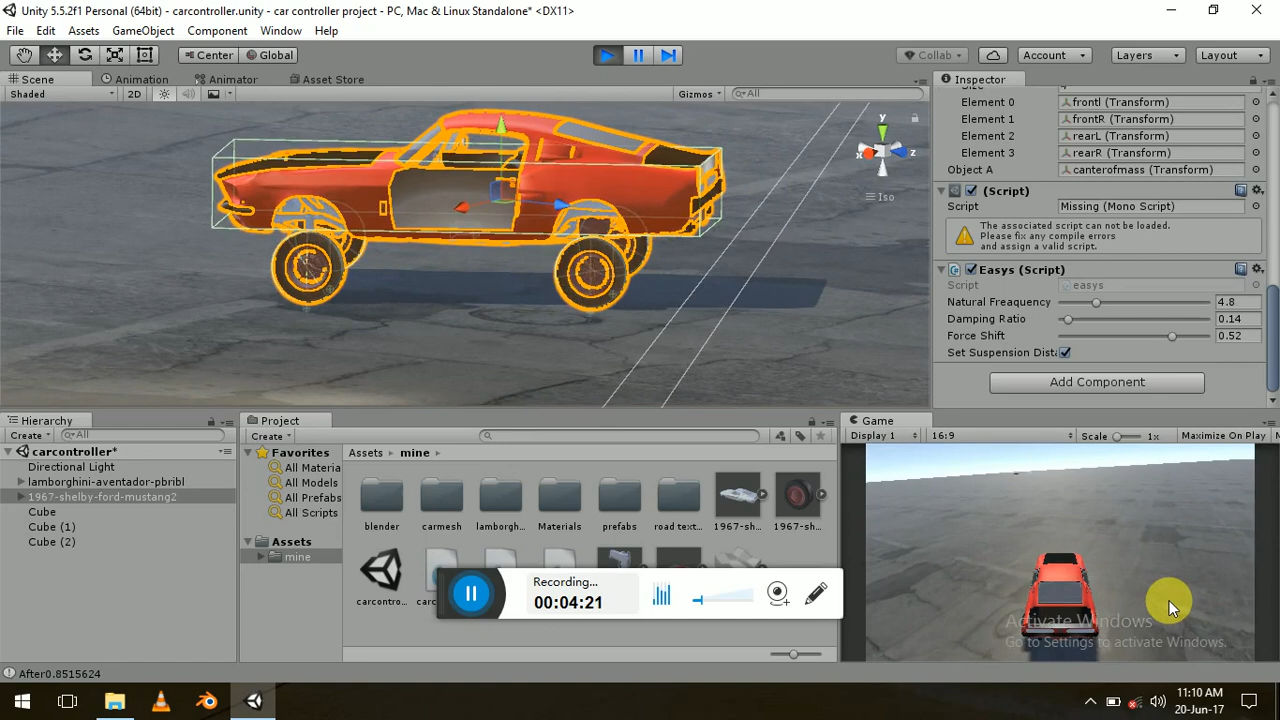 Unity 5.5.2f1 Personal (64bit) - carcontroller.unity - car controller project - PC, Mac & Linux Standalone* <DX11>
File Edit Assets GameObject Component Window Help
Center Global Collab Account Layers Layout
Scene Animation Animator Asset Store Inspector
Shaded 2D Gizmos All
Size 4
Element 0 frontl (Transform)
Element 1 frontR (Transform)
Element 2 rearL (Transform)
Element 3 rearR (Transform)
Object A canterofmass (Transform)
y
x z
Iso
(Script)
Script Missing (Mono Script)
The associated script can not be loaded.
Please fix any compile errors
and assign a valid script.
Easys (Script)
Script easys
Natural Freaquency 4.8
Damping Ratio 0.14
Force Shift 0.52
Set Suspension Dista
Add Component
Hierarchy Project Game
Create All Create Display 1 16:9 Scale 1x Maximize On Play M
carcontroller*
Directional Light
lamborghini-aventador-pbribl
1967-shelby-ford-mustang2
Cube
Cube (1)
Cube (2)
Favorites
All Materia
All Models
All Prefabs
All Scripts
Assets
mine
Assets mine
blender carmesh lamborgh... Materials prefabs road text... 1967-sh... 1967-sh...
carcontro...
Recording...
00:04:21
Activate Windows
Go to Settings to activate Windows.
After0.8515624
11:10 AM
20-Jun-17